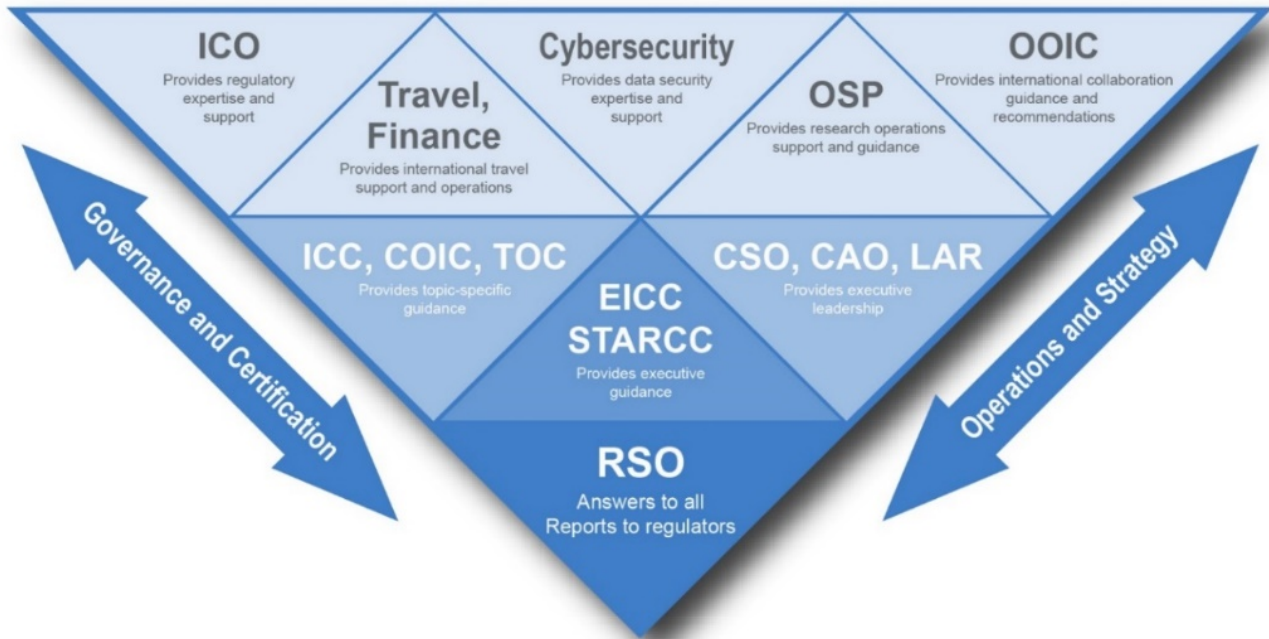 ICO
Provides regulatory
expertise and
support
Travel,
Finance
Provides international travel
support and operations
Cybersecurity
Provides data security
expertise and
support
OSP
Provides research operations
support and guidance
OOIC
Provides international collaboration
guidance and
recommendations
Governance and Certification
ICC, COIC, TOC
Provides topic-specific
guidance
EICC
STARCC
Provides executive
guidance
CSO, CAO, LAR
Provides executive
leadership
Operations and Strategy
RSO
Answers to all
Reports to regulators